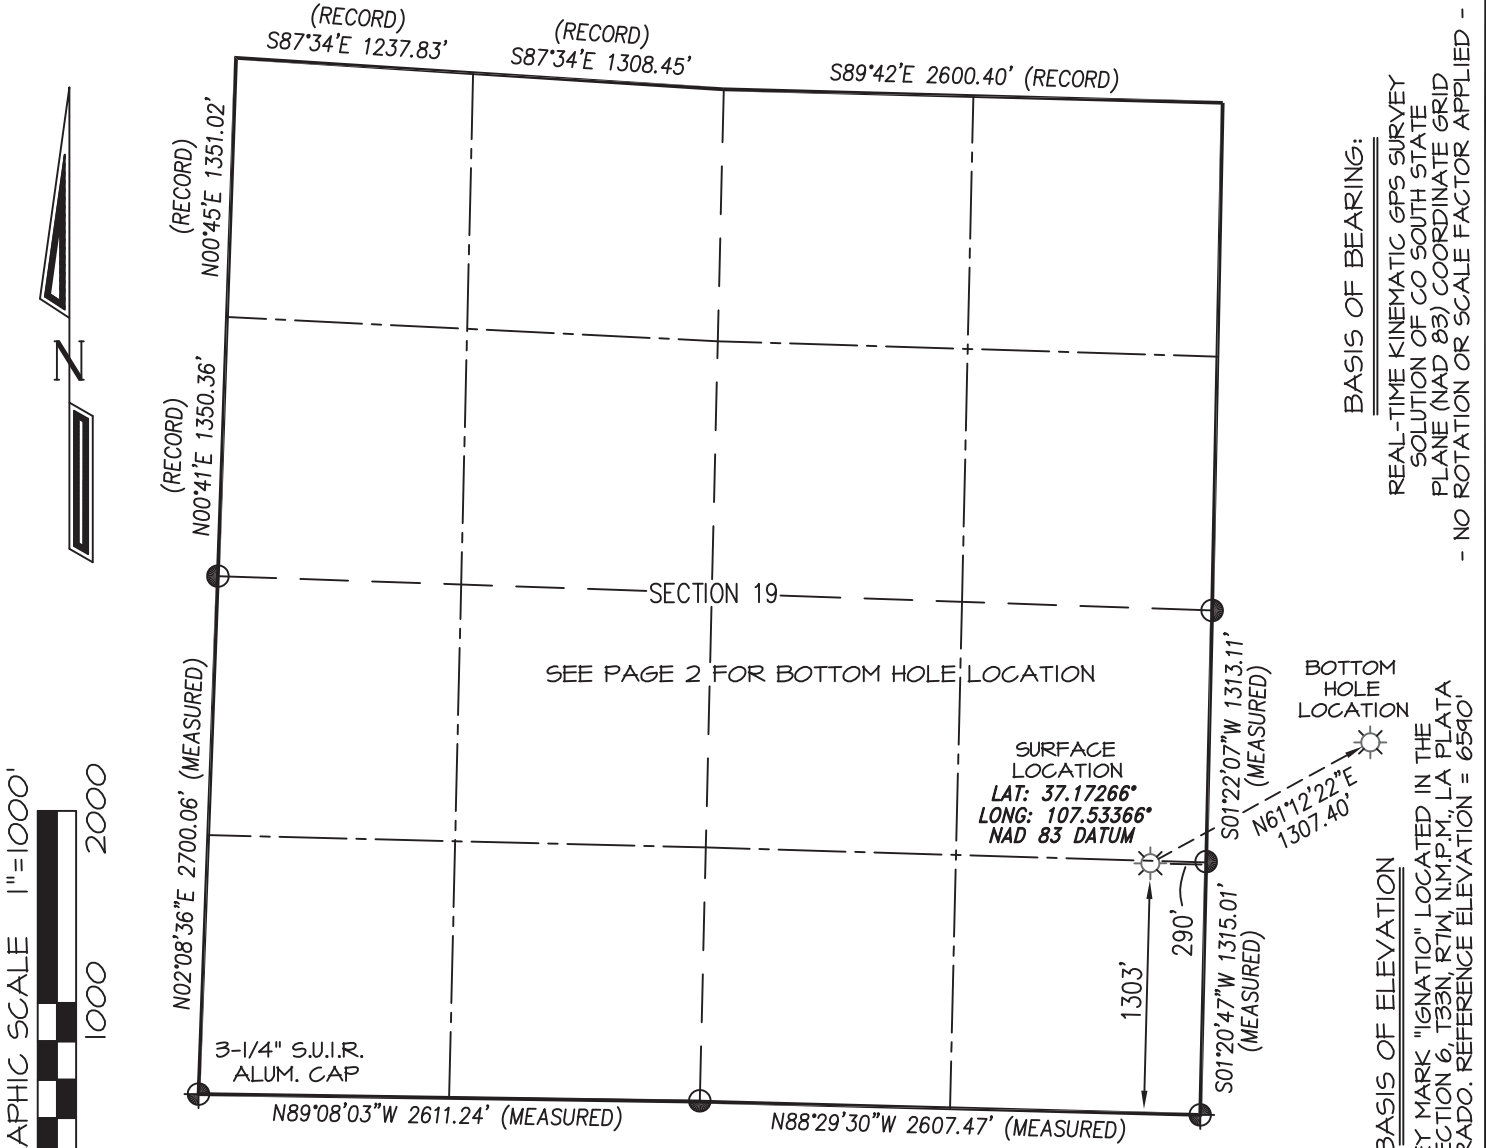 (RECORD)
S87°34'E 1237.83'
(RECORD)
S87°34'E 1308.45'
S89°42'E 2600.40' (RECORD)
(RECORD)
N00°45'E 1351.02'
(RECORD)
N00°41'E 1350.36'
N
BASIS OF BEARING:
REAL-TIME KINEMATIC GPS SURVEY
SOLUTION OF CO SOUTH STATE
PLANE (NAD 83) COORDINATE GRID
- NO ROTATION OR SCALE FACTOR APPLIED -
SECTION 19
SEE PAGE 2 FOR BOTTOM HOLE LOCATION
N02°08'36"E 2700.06' (MEASURED)
S01°22'07"W 1313.11'
(MEASURED)
BOTTOM
HOLE
LOCATION
SURFACE
LOCATION
LAT: 37.17266°
LONG: 107.53366°
NAD 83 DATUM
N61°12'22"E
1307.40'
290'
1303'
S01°20'47"W 1315.01'
(MEASURED)
3-1/4" S.U.I.R.
ALUM. CAP
N89°08'03"W 2611.24' (MEASURED)
N88°29'30"W 2607.47' (MEASURED)
APHIC SCALE 1"=1000'
1000
2000
BASIS OF ELEVATION
Y MARK "IGNATIO" LOCATED IN THE
ECTION 6, T33N, R7W, N.M.P.M., LA PLATA
RADO. REFERENCE ELEVATION = 6590'